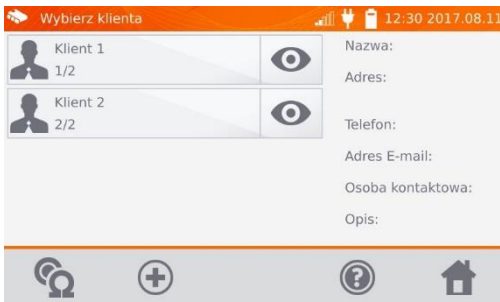 Wybierz klienta
12:30 2017.08.11
Klient 1
1/2
Klient 2
2/2
Nazwa:
Adres:
Telefon:
Adres E-mail:
Osoba kontaktowa:
Opis: